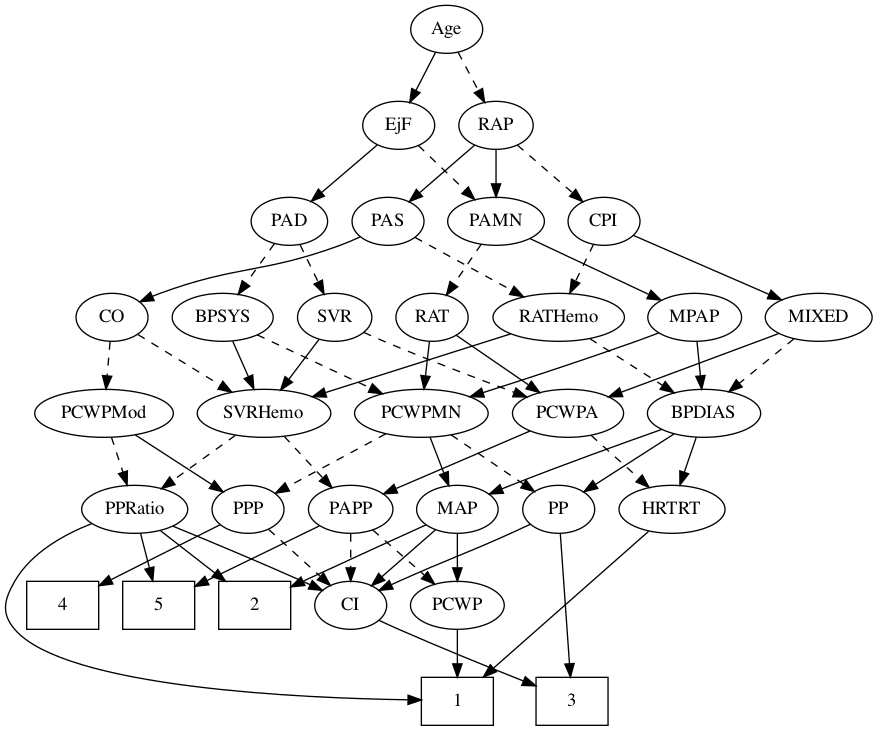 Age
EjF
RAP
PAD
PAS
PAMN
CPI
CO
BPSYS
SVR
RAT
RATHemo
MPAP
MIXED
PCWPMod
SVRHemo
PCWPMN
PCWPA
BPDIAS
PPRatio
PPP
PAPP
MAP
PP
HRTRT
4
5
2
CI
PCWP
1
3